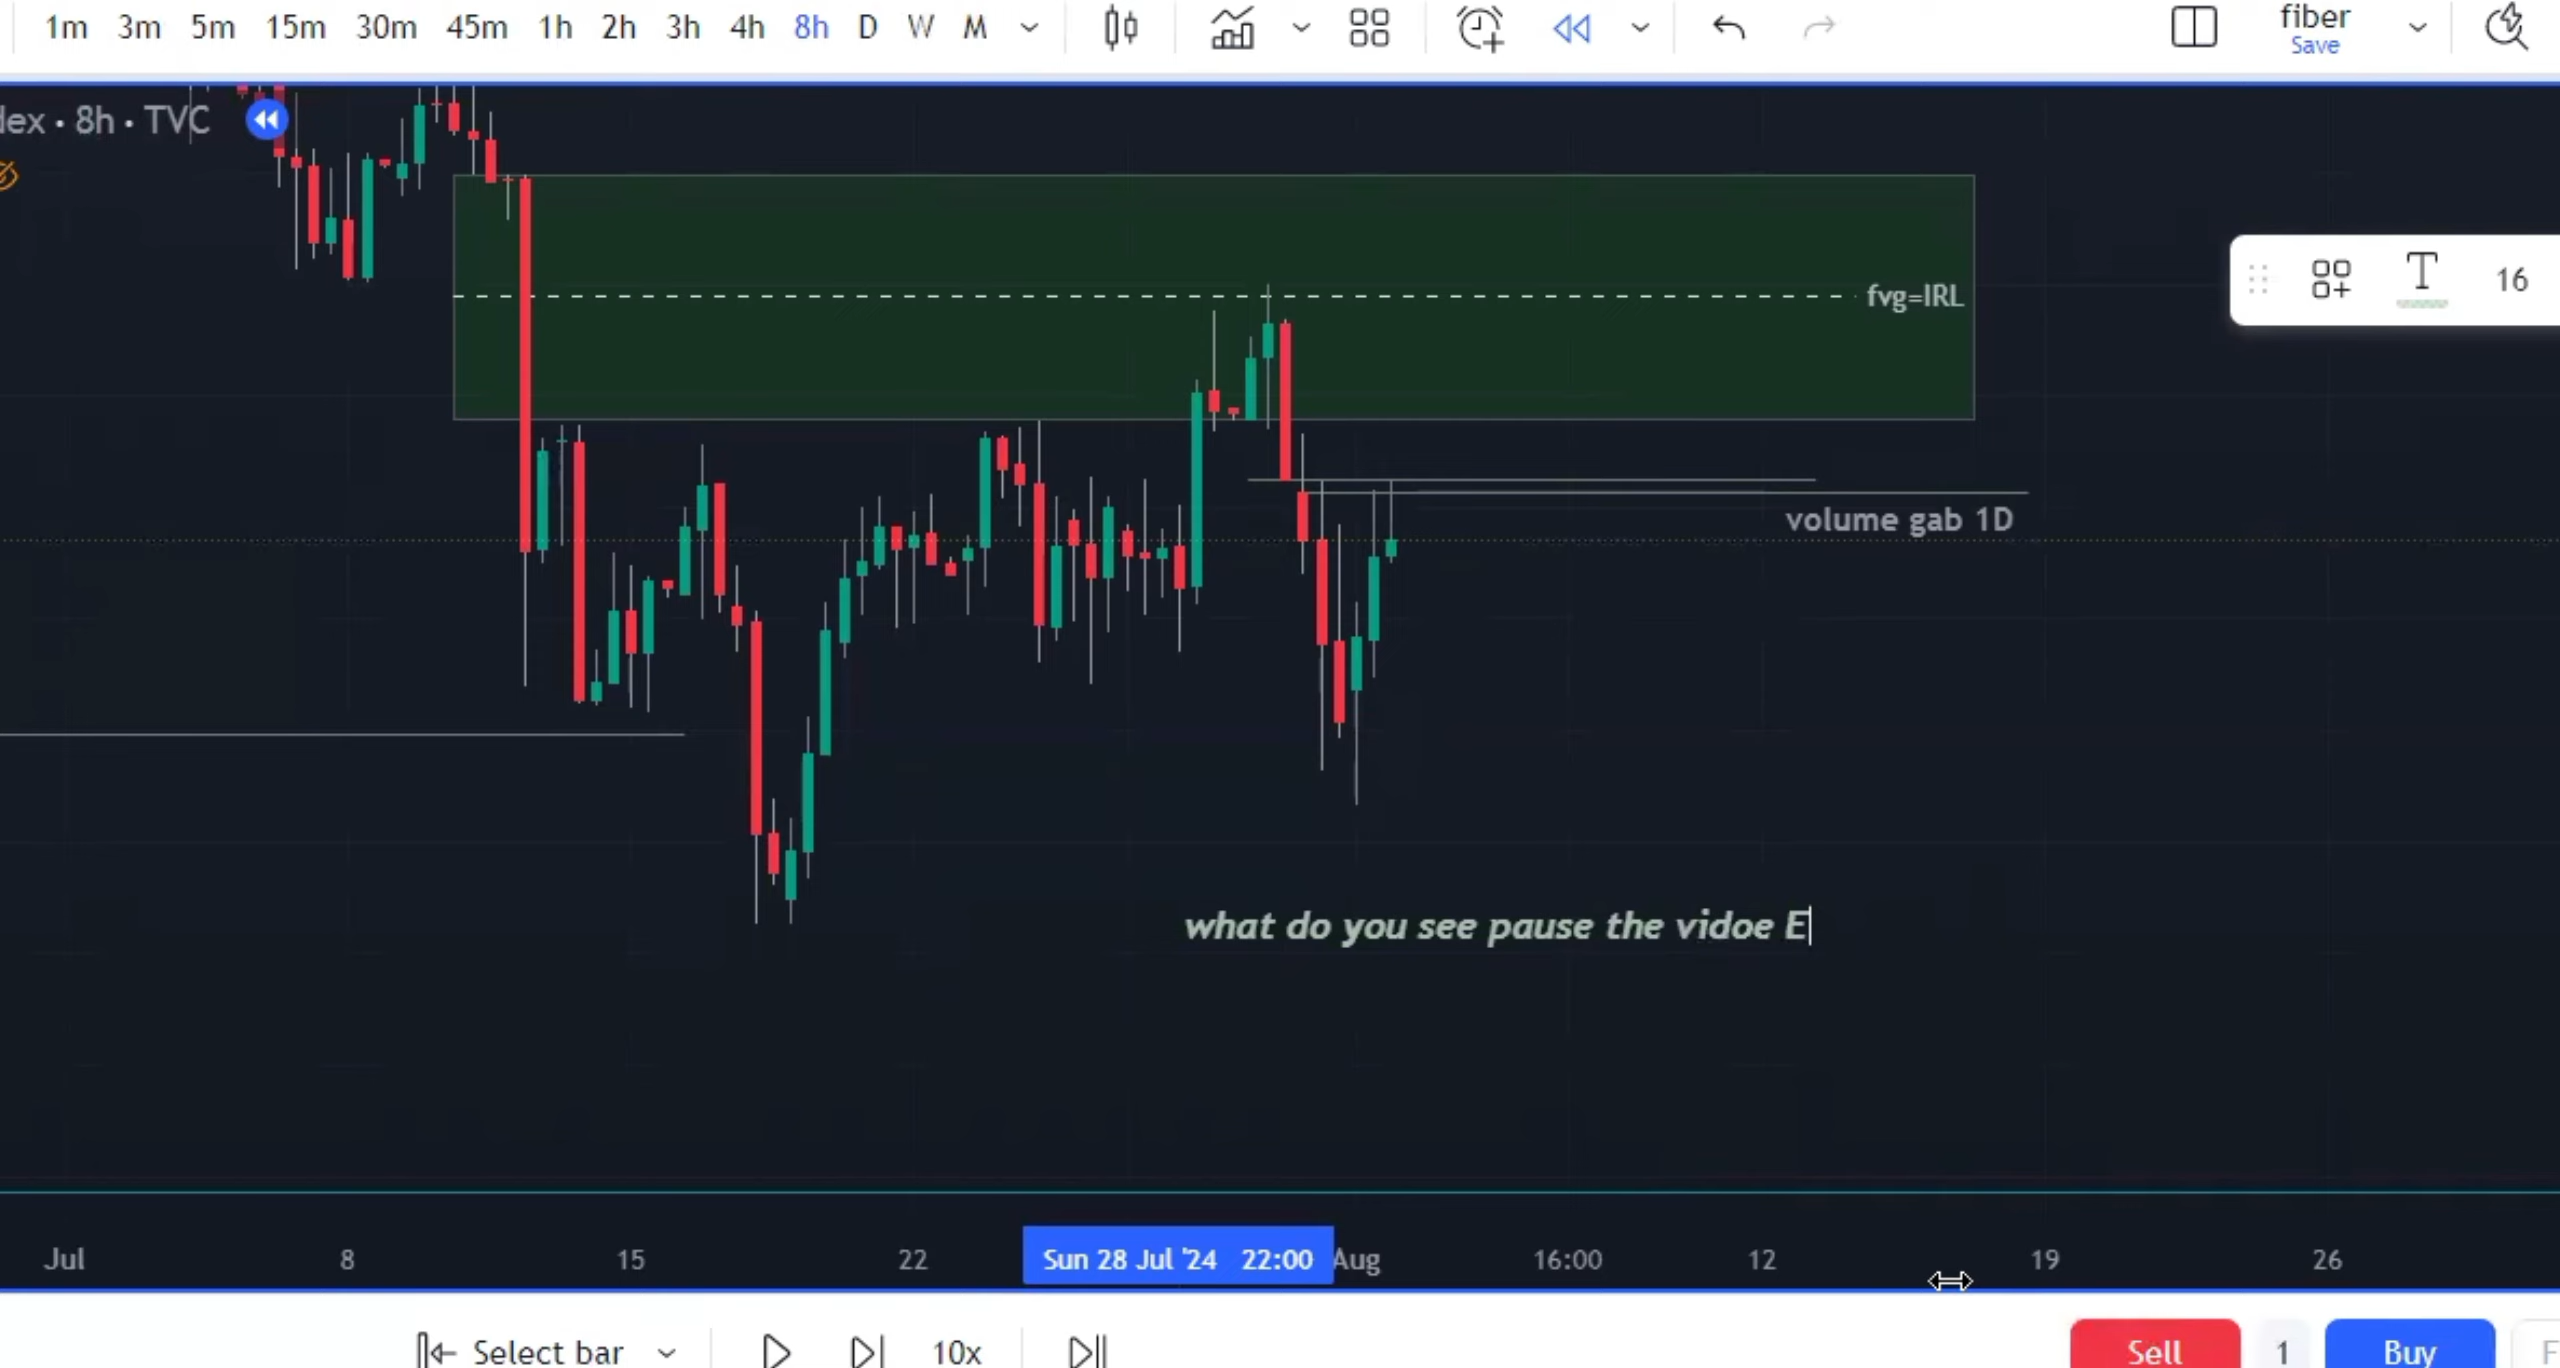 1m 3m 5m 15m 30m 45m 1h 2h 3h 4h 8h D W M
fiber
Save
dex · 8h · TVC
16
fvg=IRL
volume gab 1D
what do you see pause the vidoe E
Jul 8 15 22 Sun 28 Jul '24 22:00 Aug 16:00 12 19 26
Select bar 10x Sell 1 Buy F